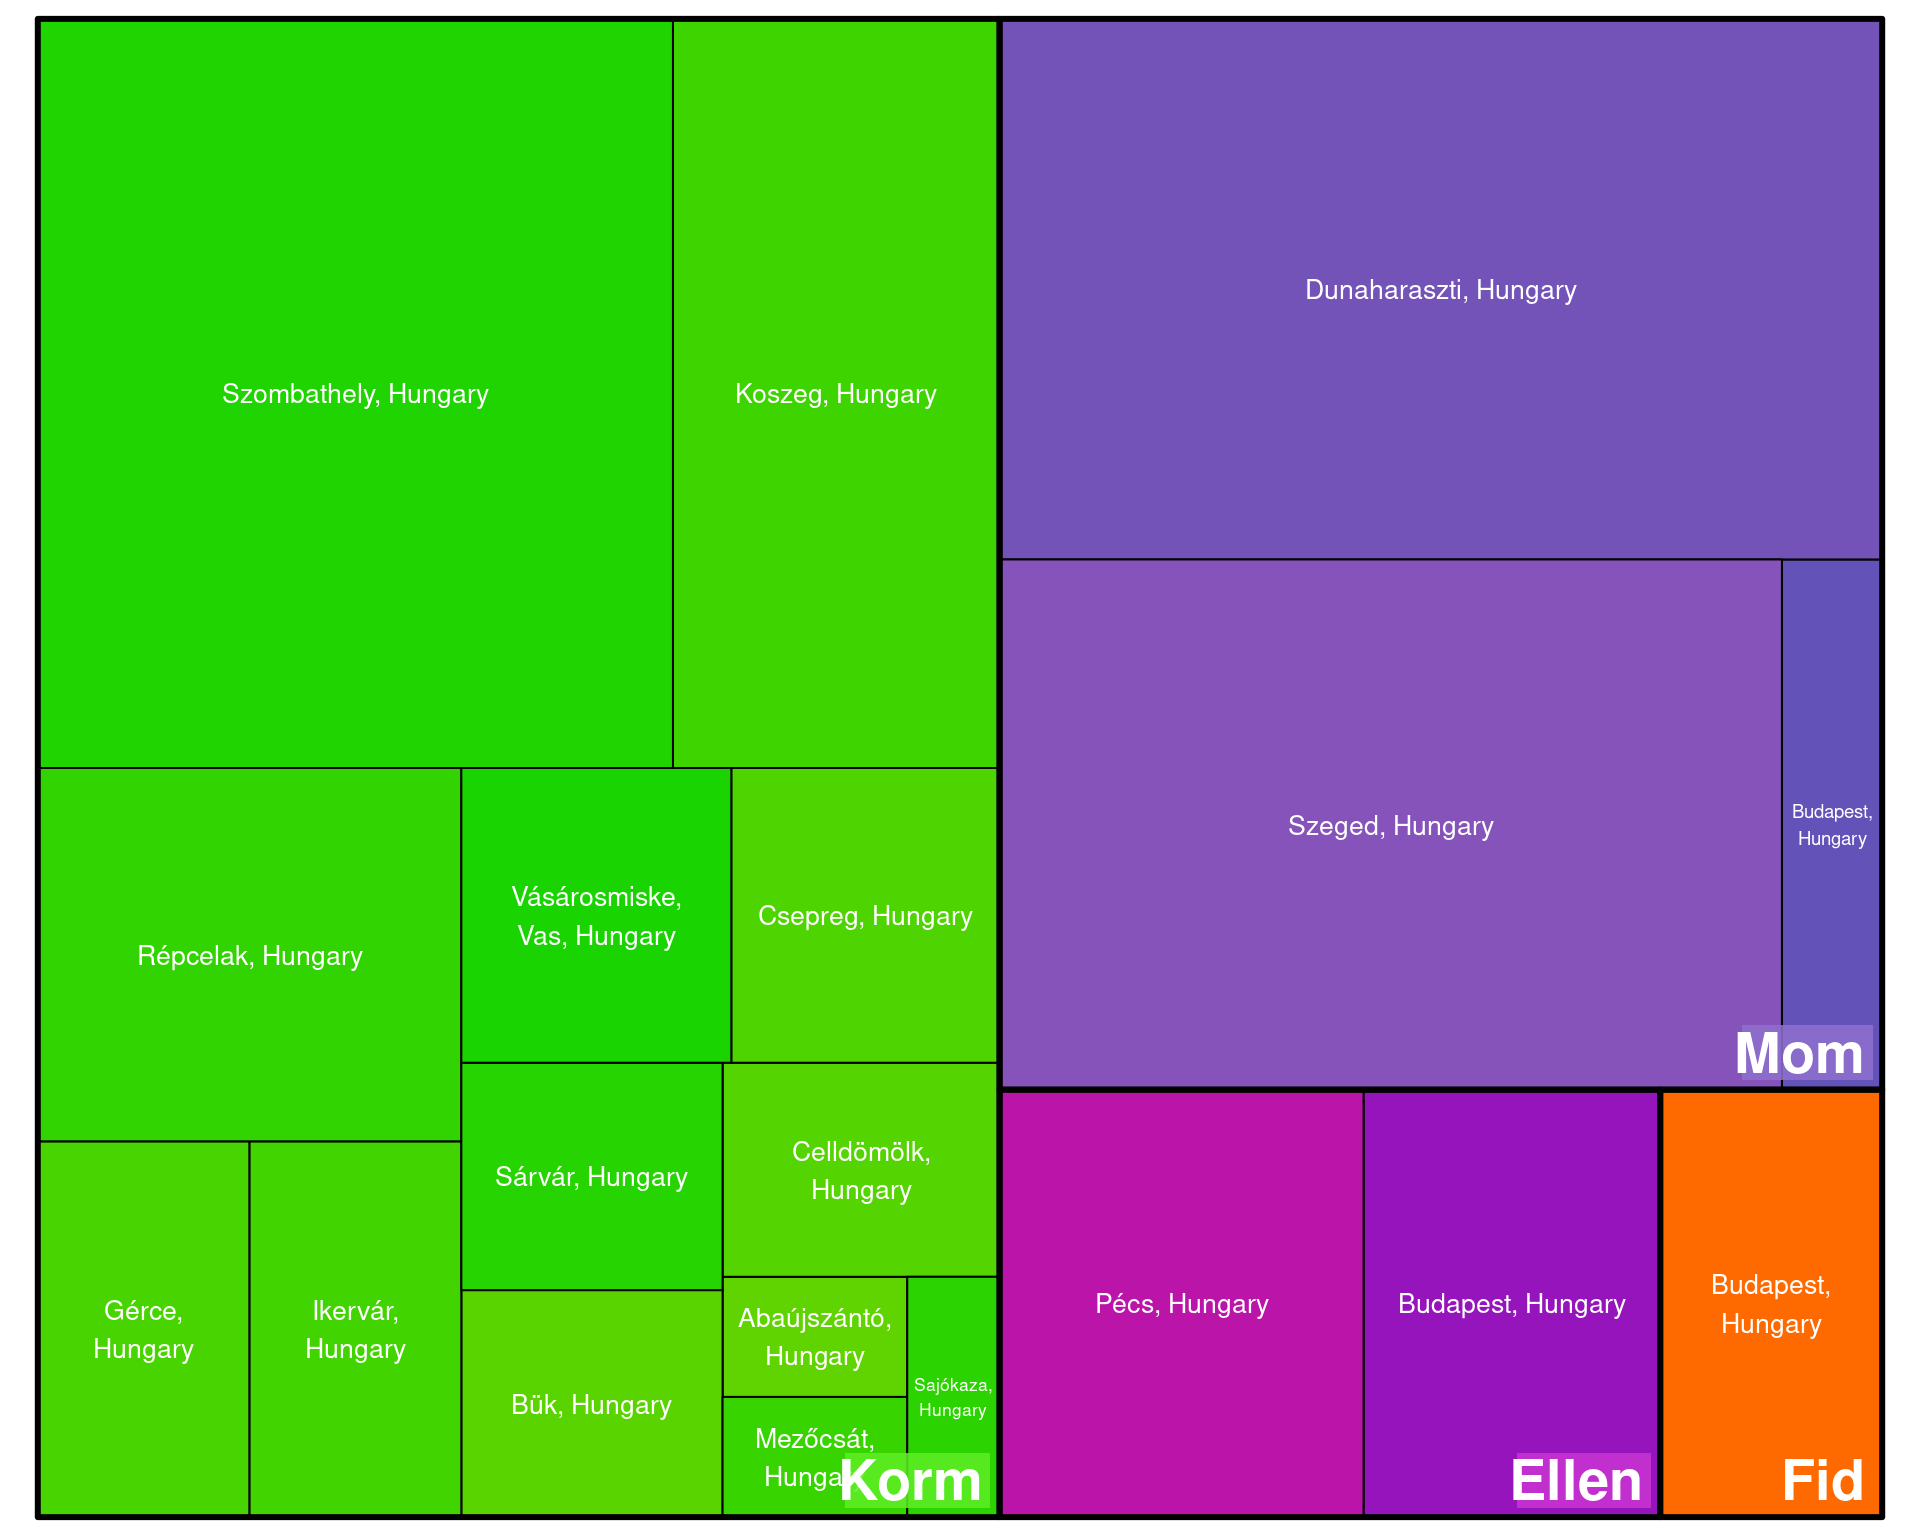 Szombathely, Hungary
Koszeg, Hungary
Répcelak, Hungary
Vásárosmiske,
Vas, Hungary
Csepreg, Hungary
Gérce,
Hungary
Ikervár,
Hungary
Sárvár, Hungary
Celldömölk,
Hungary
Bük, Hungary
Abaújszántó,
Hungary
Mezőcsát,
Hungary
Sajókaza,
Hungary
Korm
Dunaharaszti, Hungary
Szeged, Hungary
Budapest,
Hungary
Mom
Pécs, Hungary
Budapest, Hungary
Ellen
Budapest,
Hungary
Fid